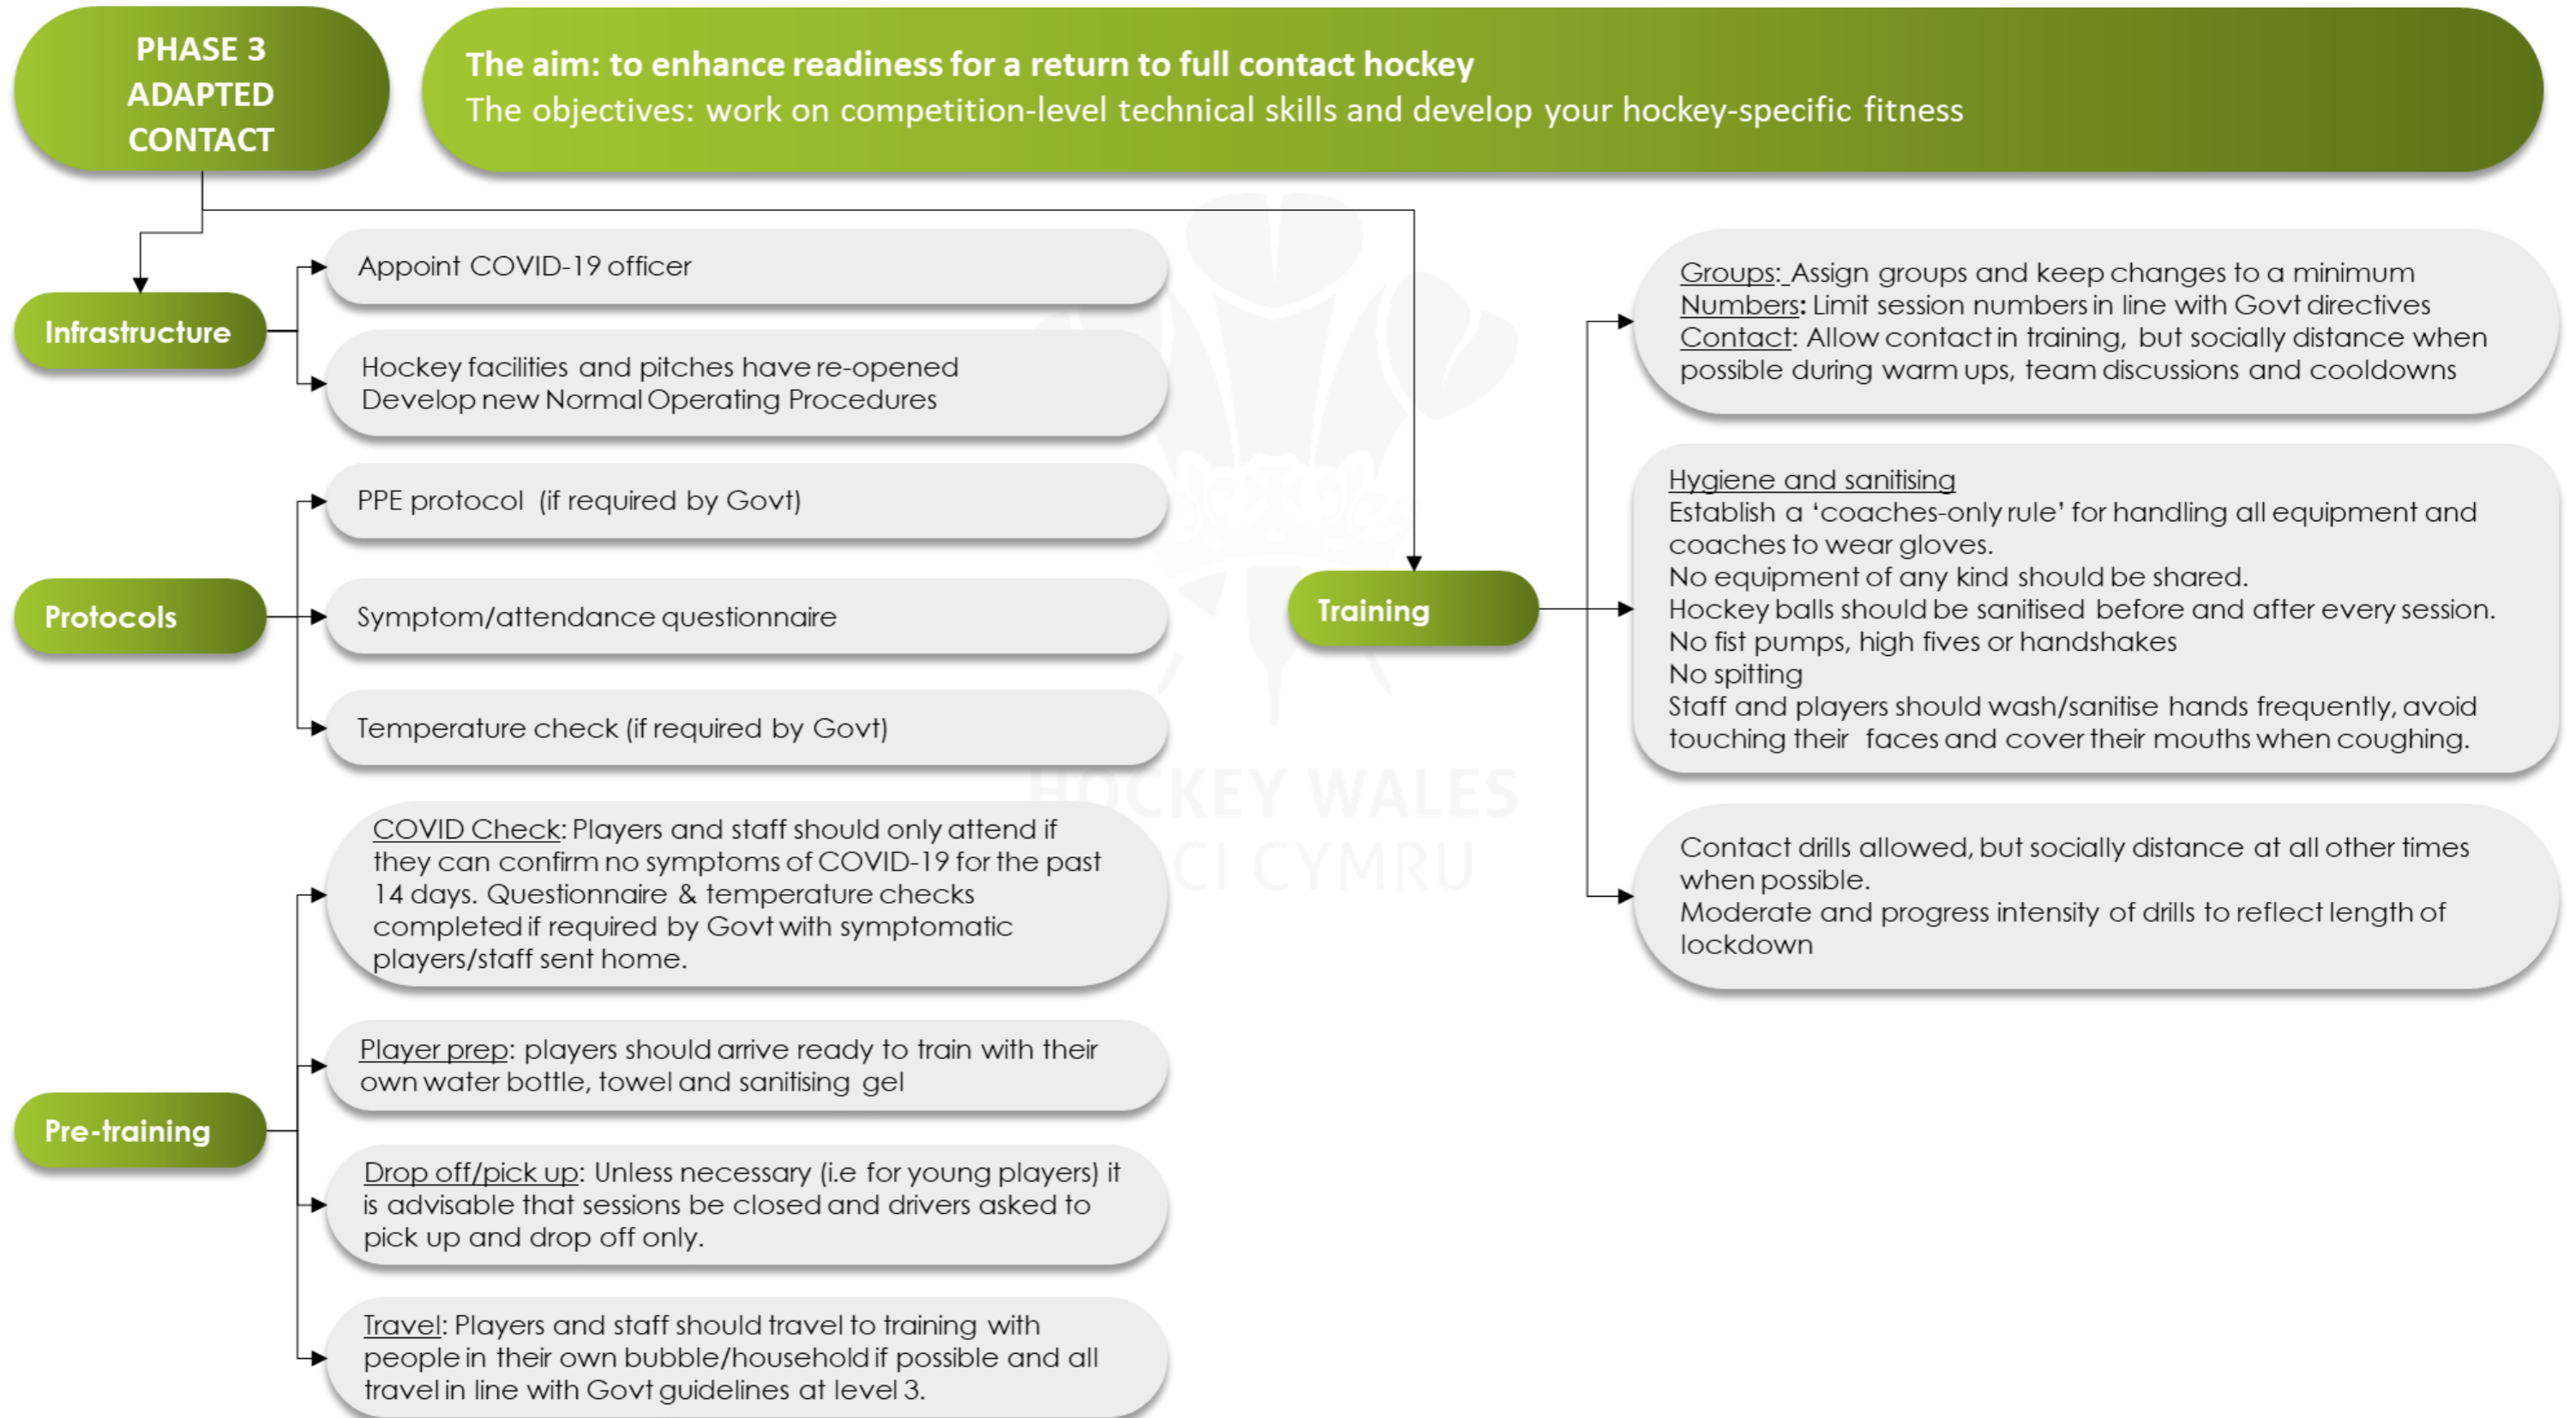 PHASE 3
ADAPTED
CONTACT
The aim: to enhance readiness for a return to full contact hockey
The objectives: work on competition-level technical skills and develop your hockey-specific fitness
Infrastructure
Appoint COVID-19 officer
Hockey facilities and pitches have re-opened
Develop new Normal Operating Procedures
Protocols
PPE protocol (if required by Govt)
Symptom/attendance questionnaire
Temperature check (if required by Govt)
Pre-training
COVID Check: Players and staff should only attend if
they can confirm no symptoms of COVID-19 for the past
14 days. Questionnaire & temperature checks
completed if required by Govt with symptomatic
players/staff sent home.
Player prep: players should arrive ready to train with their
own water bottle, towel and sanitising gel
Drop off/pick up: Unless necessary (i.e for young players) it
is advisable that sessions be closed and drivers asked to
pick up and drop off only.
Travel: Players and staff should travel to training with
people in their own bubble/household if possible and all
travel in line with Govt guidelines at level 3.
Training
Groups: Assign groups and keep changes to a minimum
Numbers: Limit session numbers in line with Govt directives
Contact: Allow contact in training, but socially distance when
possible during warm ups, team discussions and cooldowns
Hygiene and sanitising
Establish a ‘coaches-only rule’ for handling all equipment and
coaches to wear gloves.
No equipment of any kind should be shared.
Hockey balls should be sanitised before and after every session.
No fist pumps, high fives or handshakes
No spitting
Staff and players should wash/sanitise hands frequently, avoid
touching their faces and cover their mouths when coughing.
Contact drills allowed, but socially distance at all other times
when possible.
Moderate and progress intensity of drills to reflect length of
lockdown
HOCKEY WALES
CYMRU